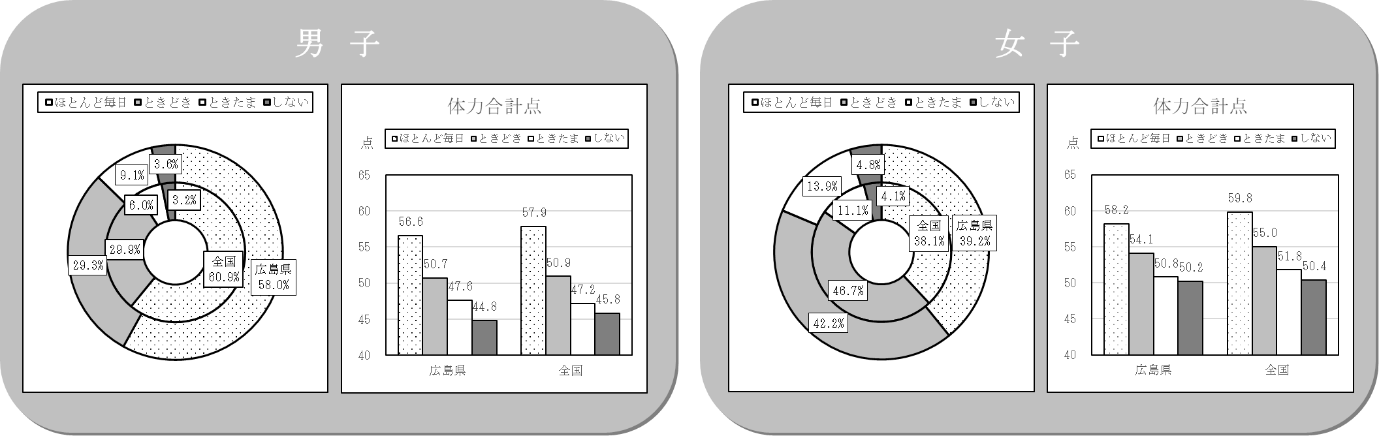 男 子
ほとんど毎日 ときどき ときたま しない
3.6%
9.1%
3.2%
6.0%
29.9%
29.3%
全国
60.9%
広島県
58.0%
体力合計点
点
ほとんど毎日 ときどき ときたま しない
65
60
55
50
45
40
56.6
50.7
47.6
44.8
57.9
50.9
47.2
45.8
広島県
全国
女 子
ほとんど毎日 ときどき ときたま しない
4.8%
13.9%
4.1%
11.1%
全国
38.1%
広島県
39.2%
46.7%
42.2%
体力合計点
点
ほとんど毎日 ときどき ときたま しない
65
60
55
50
45
40
58.2
54.1
50.8
50.2
59.8
55.0
51.8
50.4
広島県
全国